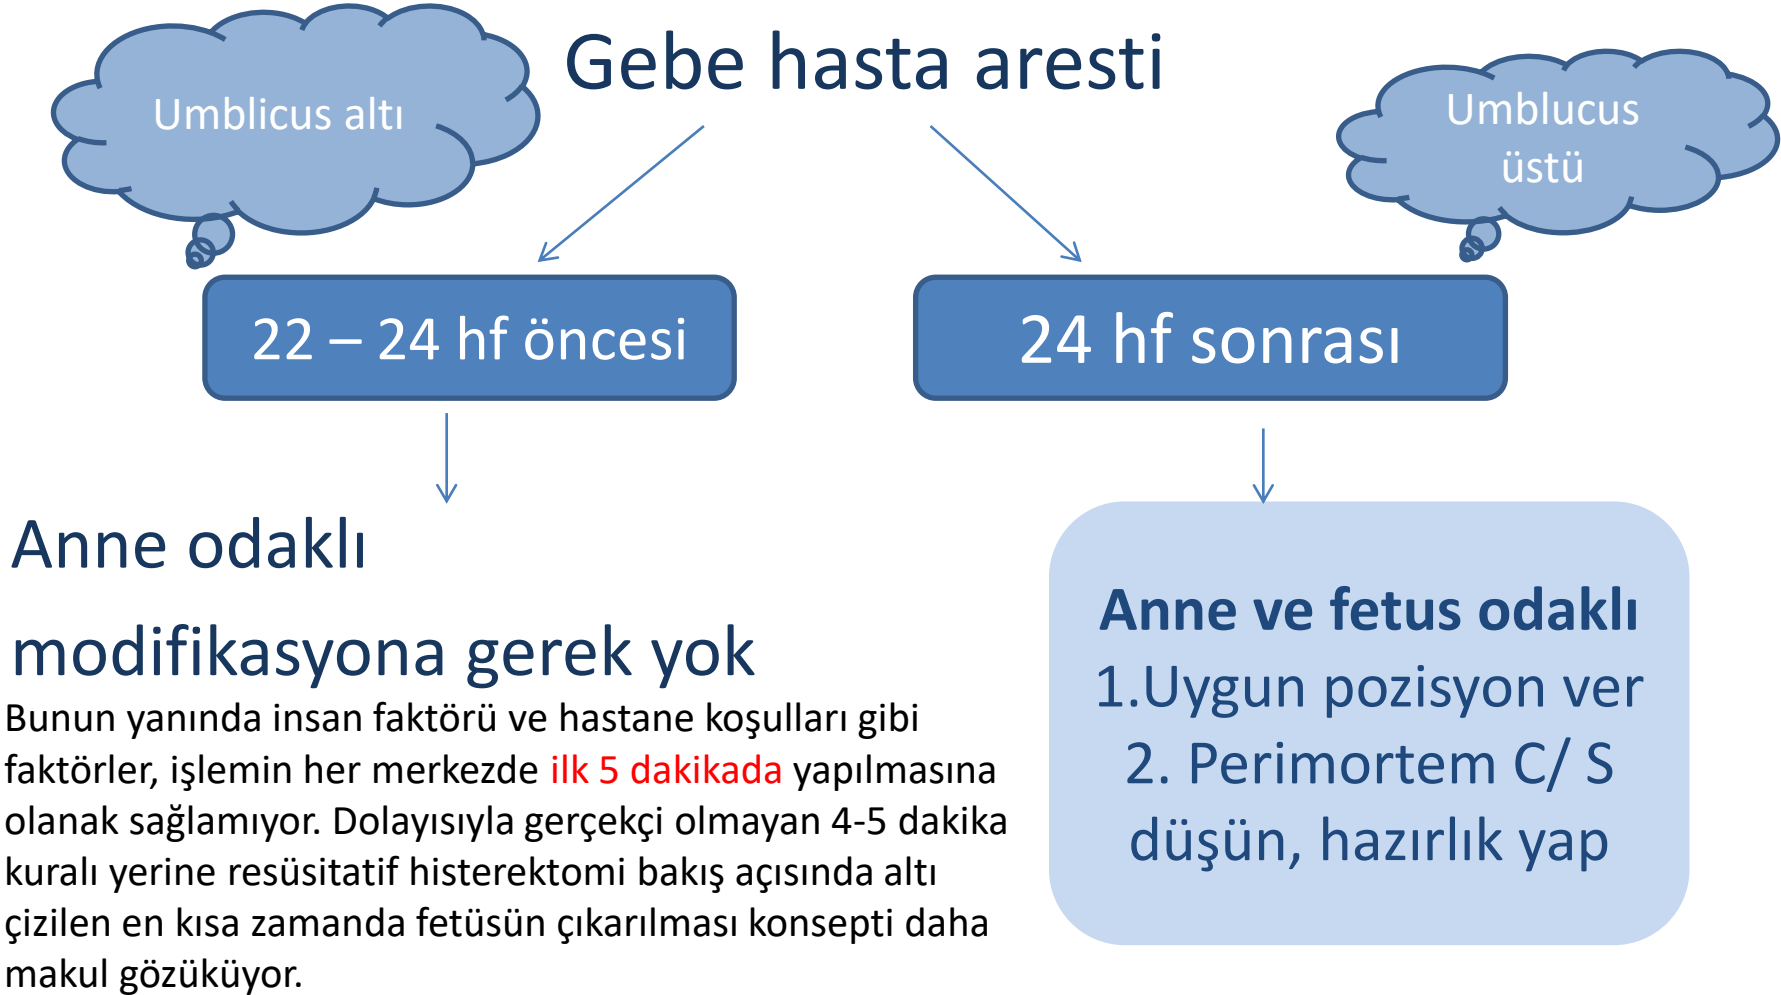 Gebe hasta aresti
Umblicus altı
Umblucus
üstü
22 – 24 hf öncesi
24 hf sonrası
Anne odaklı
modifikasyona gerek yok
Bunun yanında insan faktörü ve hastane koşulları gibi
faktörler, işlemin her merkezde ilk 5 dakikada yapılmasına
olanak sağlamıyor. Dolayısıyla gerçekçi olmayan 4-5 dakika
kuralı yerine resüsitatif histerektomi bakış açısında altı
çizilen en kısa zamanda fetüsün çıkarılması konsepti daha
makul gözüküyor.
Anne ve fetus odaklı
1.Uygun pozisyon ver
2. Perimortem C/ S
düşün, hazırlık yap